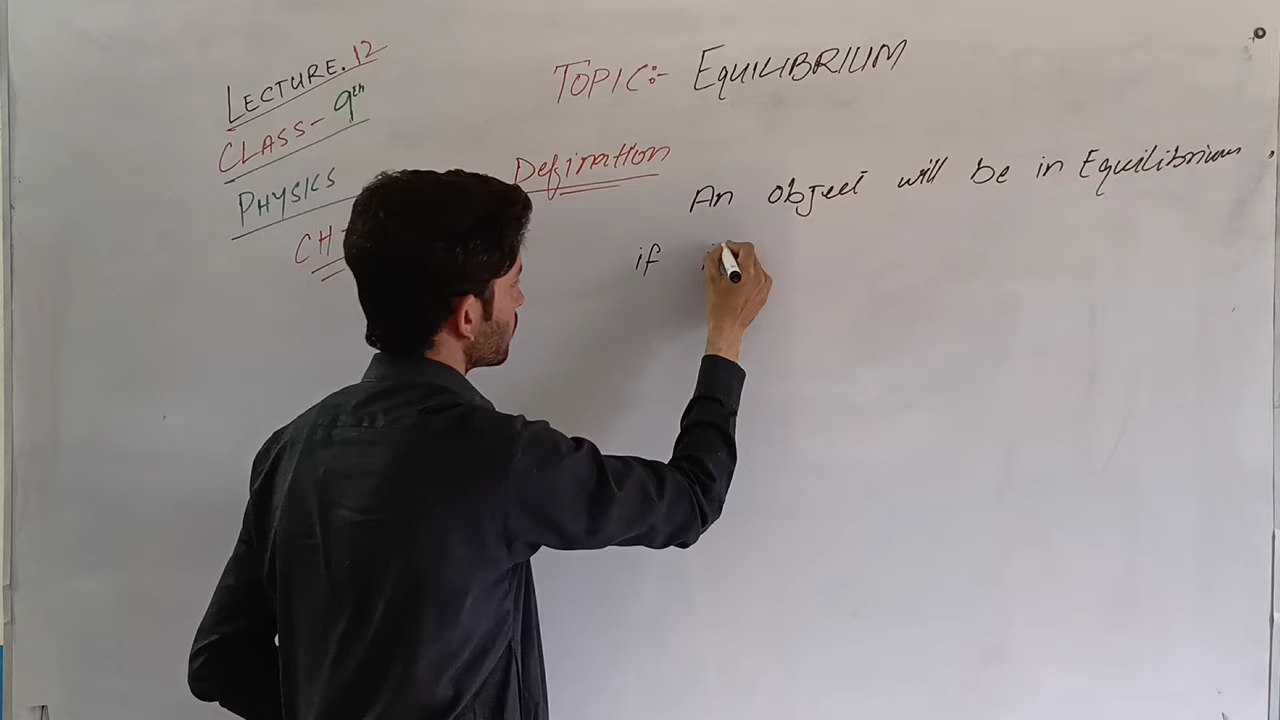 LECTURE.12
TOPIC:- EQUILIBRIUM
CLASS- 9th
PHYSICS
CH
Defination
An object will be in Equilibrium
if